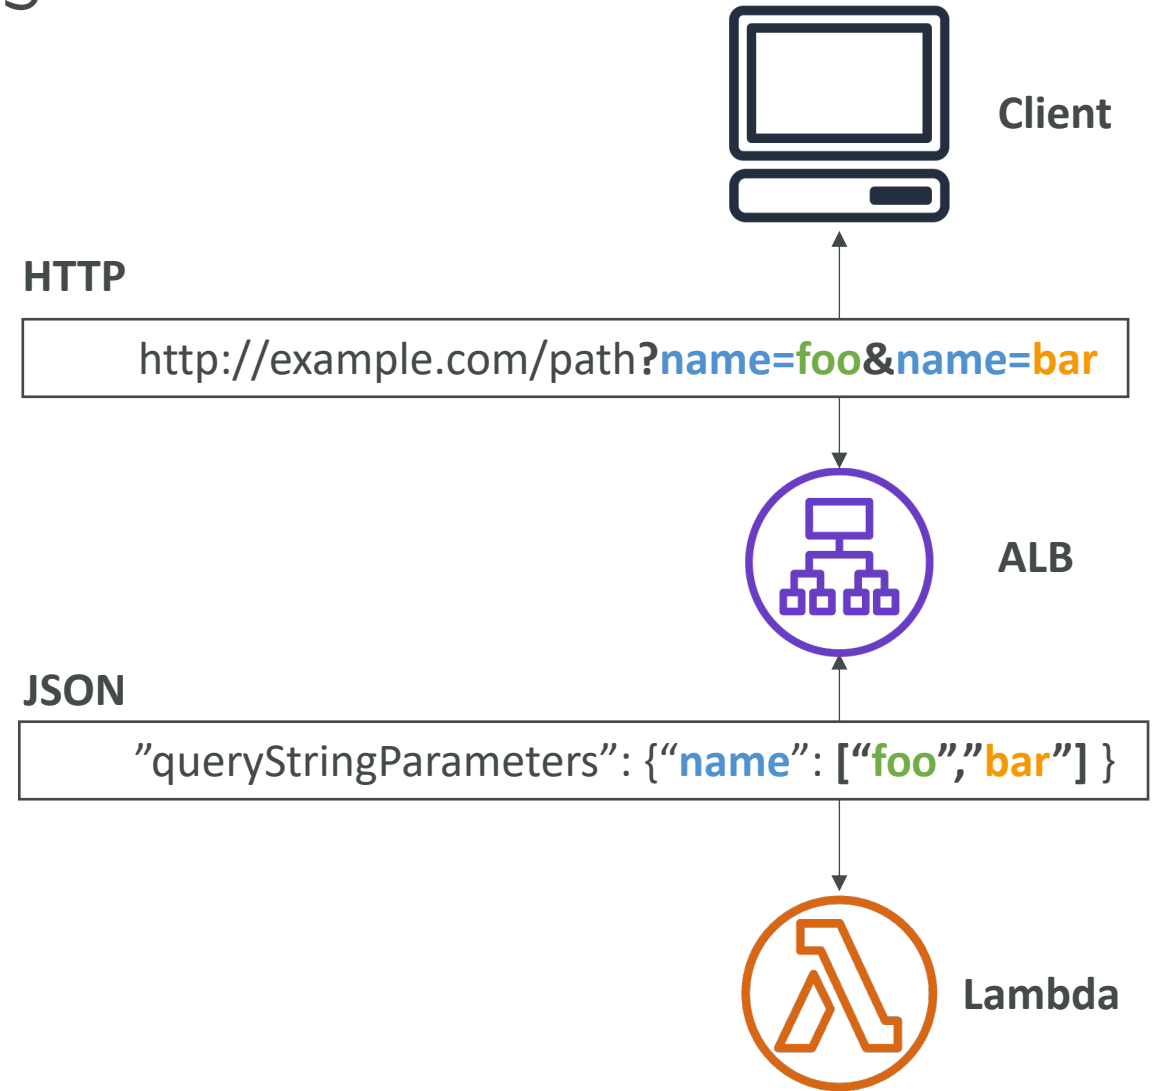 Client
HTTP
http://example.com/path?name=foo&name=bar
ALB
JSON
”queryStringParameters”: {“name”: [“foo”,”bar”] }
Lambda